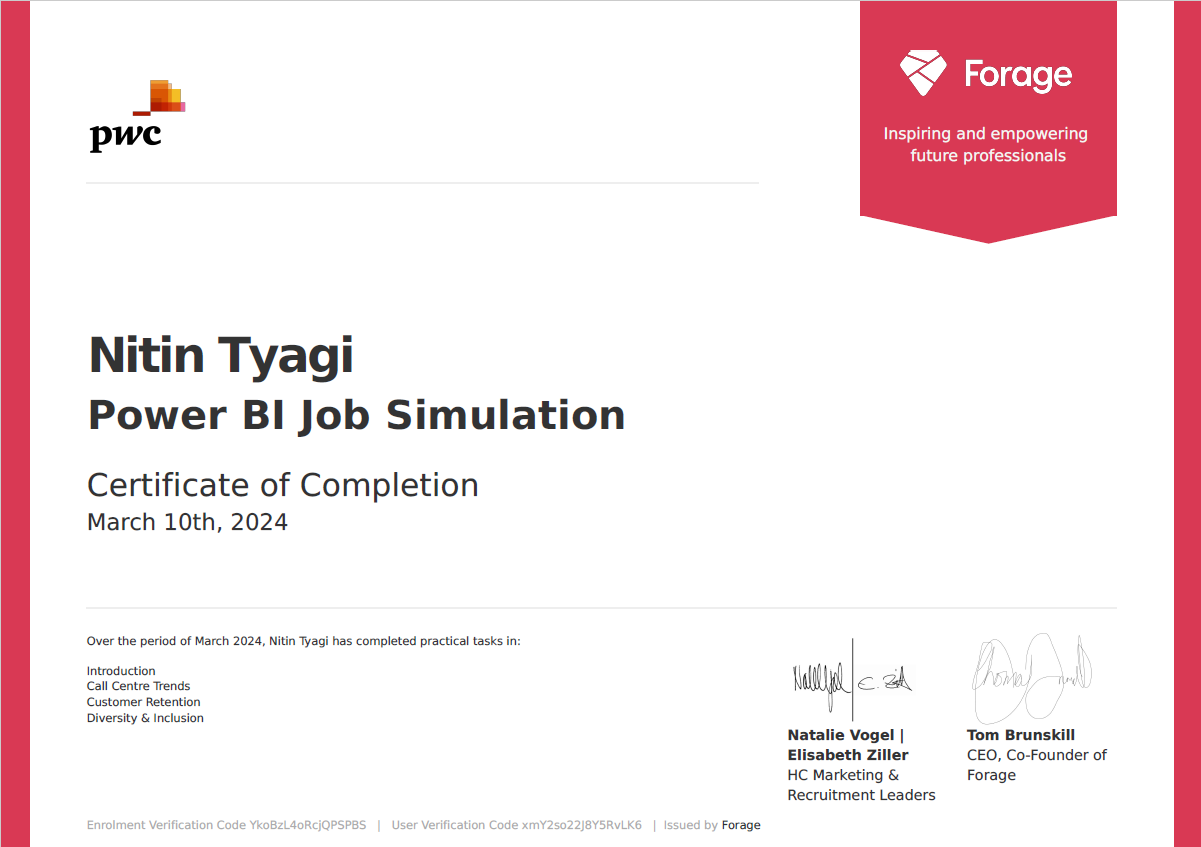 pwc
Forage
Inspiring and empowering
future professionals
Nitin Tyagi
Power BI Job Simulation
Certificate of Completion
March 10th, 2024
Over the period of March 2024, Nitin Tyagi has completed practical tasks in:
Introduction
Call Centre Trends
Customer Retention
Diversity & Inclusion
Natalie Vogel |
Elisabeth Ziller
HC Marketing &
Recruitment Leaders
Tom Brunskill
CEO, Co-Founder of
Forage
Enrolment Verification Code YkoBzL4oRcjQPSPBS | User Verification Code xmY2so22J8Y5RvLK6 | Issued by Forage